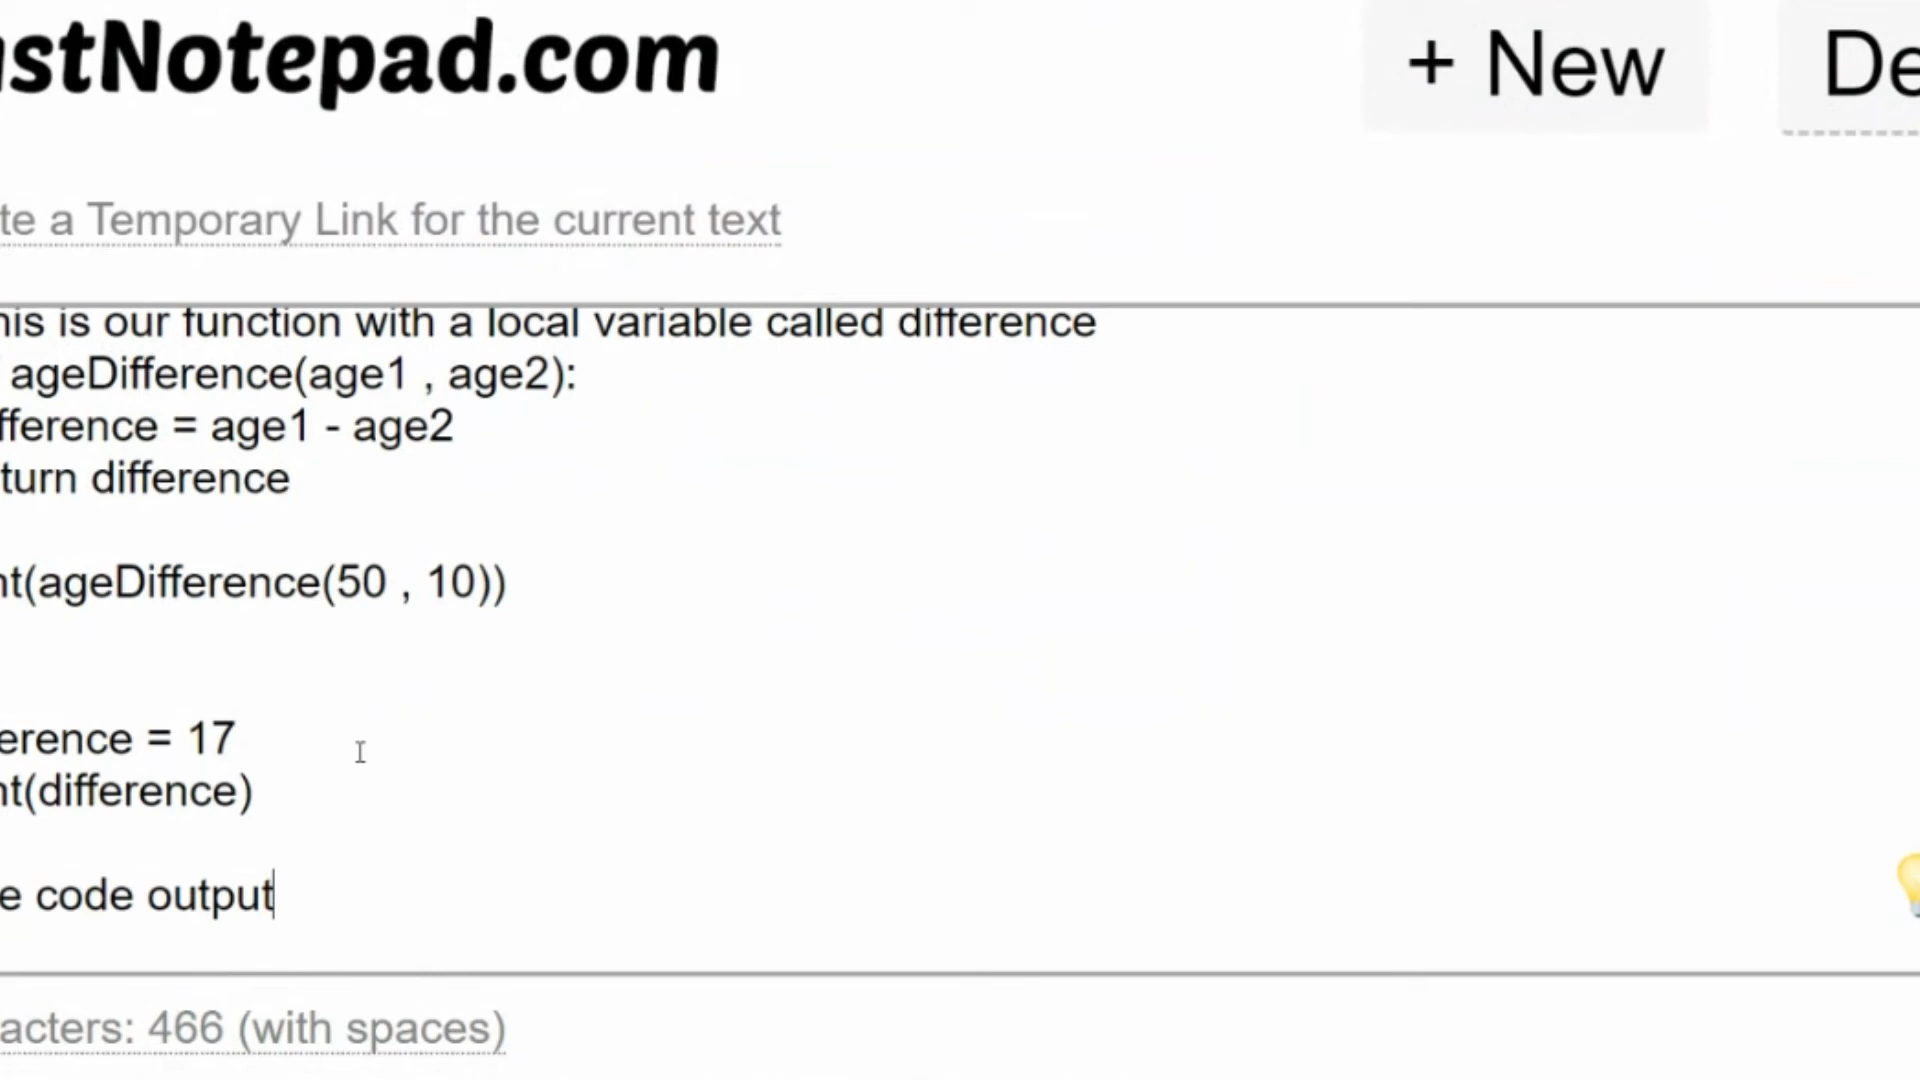 stNotepad.com
+ New
De
te a Temporary Link for the current text
his is our function with a local variable called difference
ageDifference(age1 , age2):
fference = age1 - age2
turn difference
nt(ageDifference(50 , 10))
erence = 17
nt(difference)
e code output
acters: 466 (with spaces)